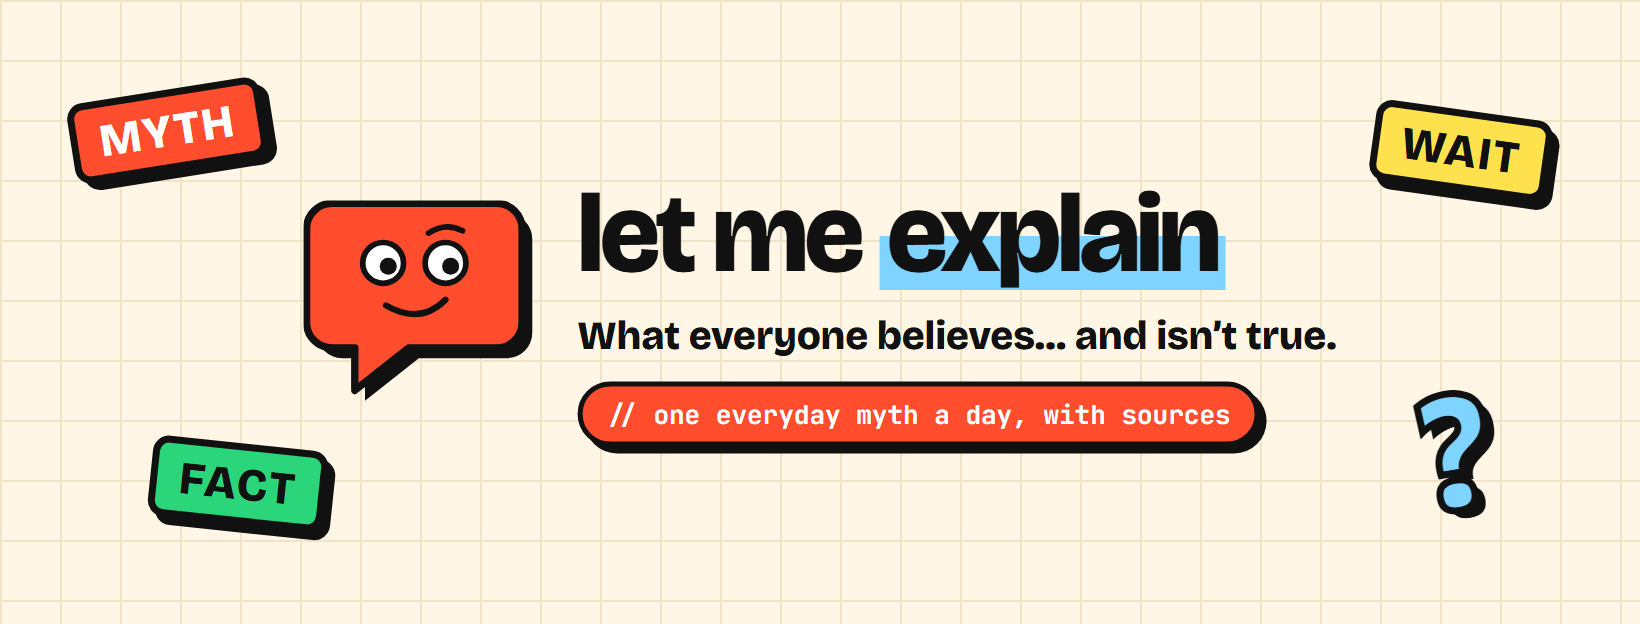 MYTH
WAIT
let me explain
What everyone believes... and isn't true.
// one everyday myth a day, with sources
FACT
?